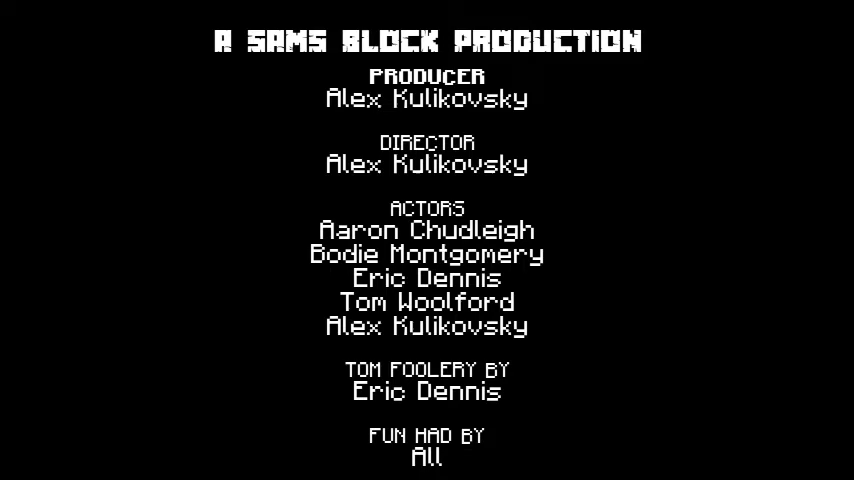 A SAMS BLOCK PRODUCTION
PRODUCER
Alex Kulikovsky
DIRECTOR
Alex Kulikovsky
ACTORS
Aaron Chudleigh
Bodie Montgomery
Eric Dennis
Tom Woolford
Alex Kulikovsky
TOM FOOLERY BY
Eric Dennis
FUN HAD BY
All